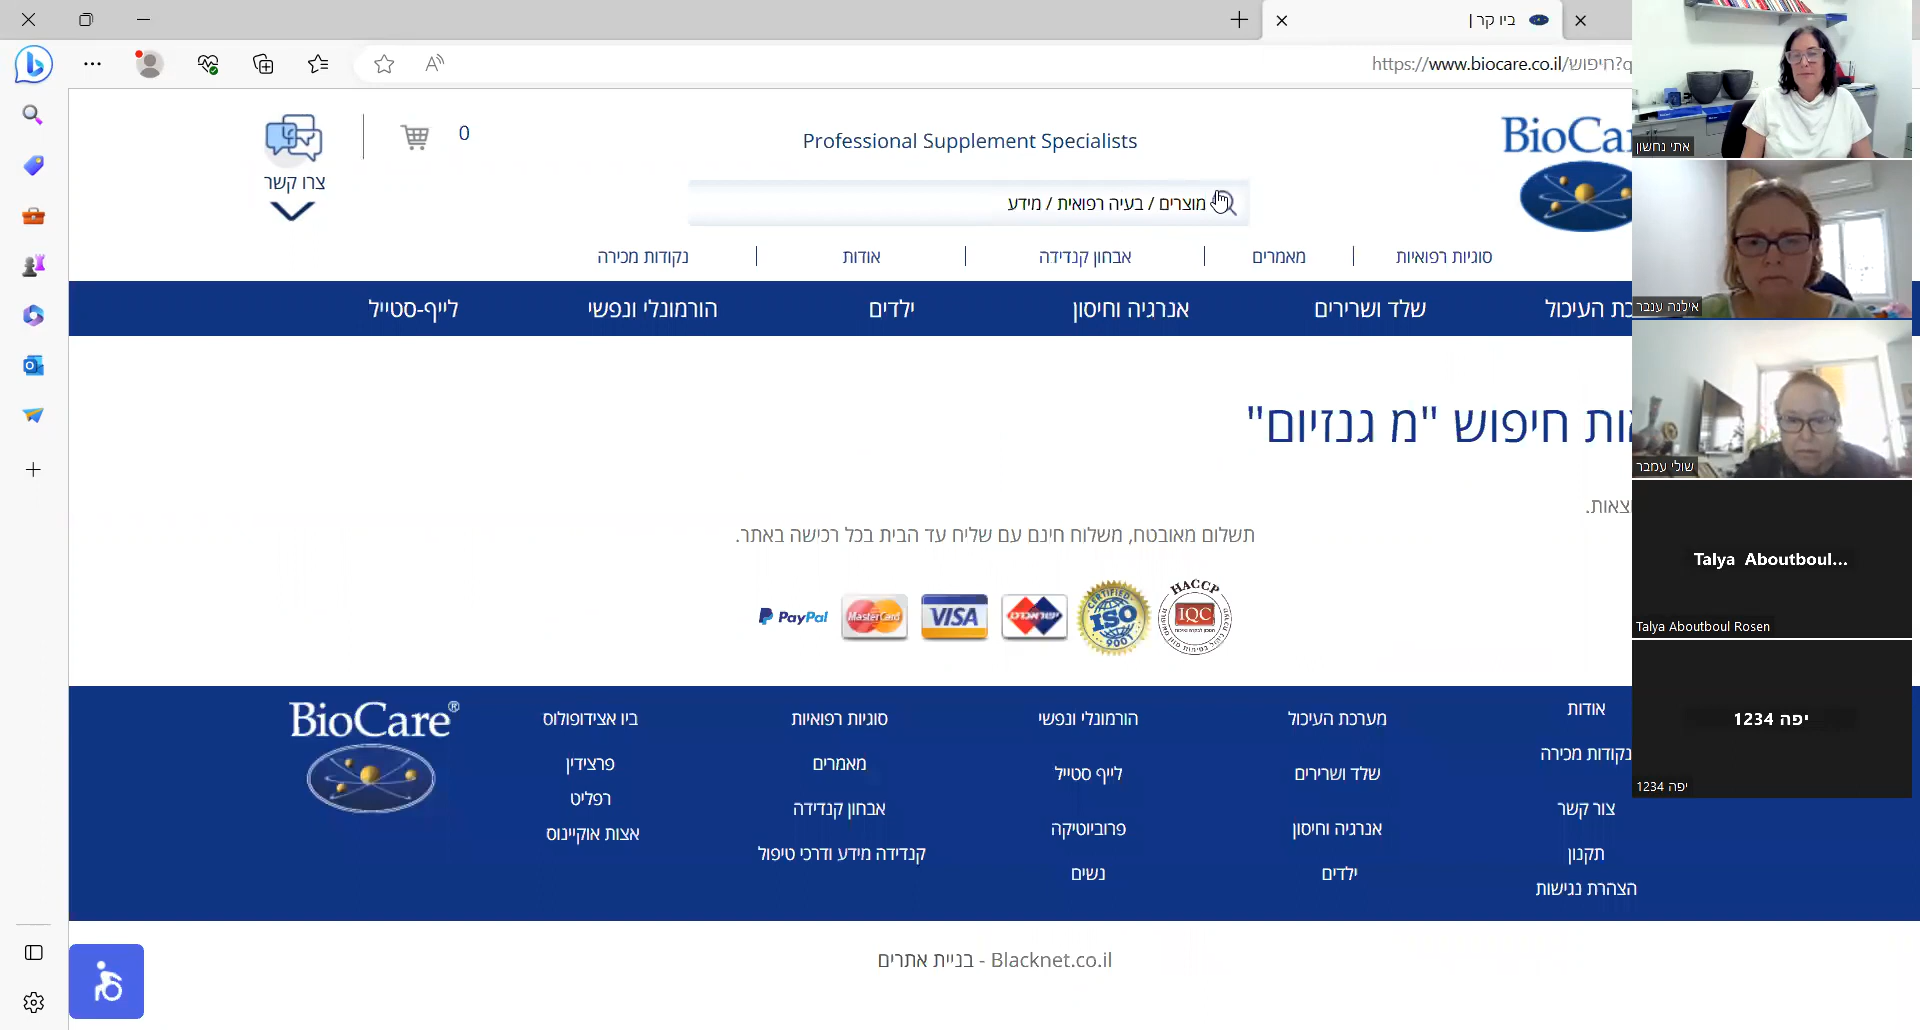 ביו קר |
https://www.biocare.co.il/חיפוש?q
Professional Supplement Specialists
0
צרו קשר
מוצרים / בעיה רפואית / מידע
סוגיות רפואיות | מאמרים | אבחון קנדידה | אודות | נקודות מכירה
שלד ושרירים אנרגיה וחיסון ילדים הורמונלי ונפשי לייף-סטייל
חיפוש "מ גנזיום"
תשלום מאובטח, משלוח חינם עם שליח עד הבית בכל רכישה באתר.
PayPal
MasterCard
VISA
ישראכרט
CERTIFIED
ISO
9001
HACCP
IQC
אודות
נקודות מכירה
צור קשר
תקנון
הצהרת נגישות
מערכת העיכול
שלד ושרירים
אנרגיה וחיסון
ילדים
הורמונלי ונפשי
לייף סטייל
פרוביוטיקה
נשים
סוגיות רפואיות
מאמרים
אבחון קנדידה
קנדידה מידע ודרכי טיפול
ביו אצידופולוס
פרצידין
רפליט
אצות אוקיינוס
BioCare®
Blacknet.co.il - בניית אתרים
אתי נחשון
אילנה ענבר
שולי עמבר
Talya Aboutboul...
Talya Aboutboul Rosen
יפה 1234
יפה 1234